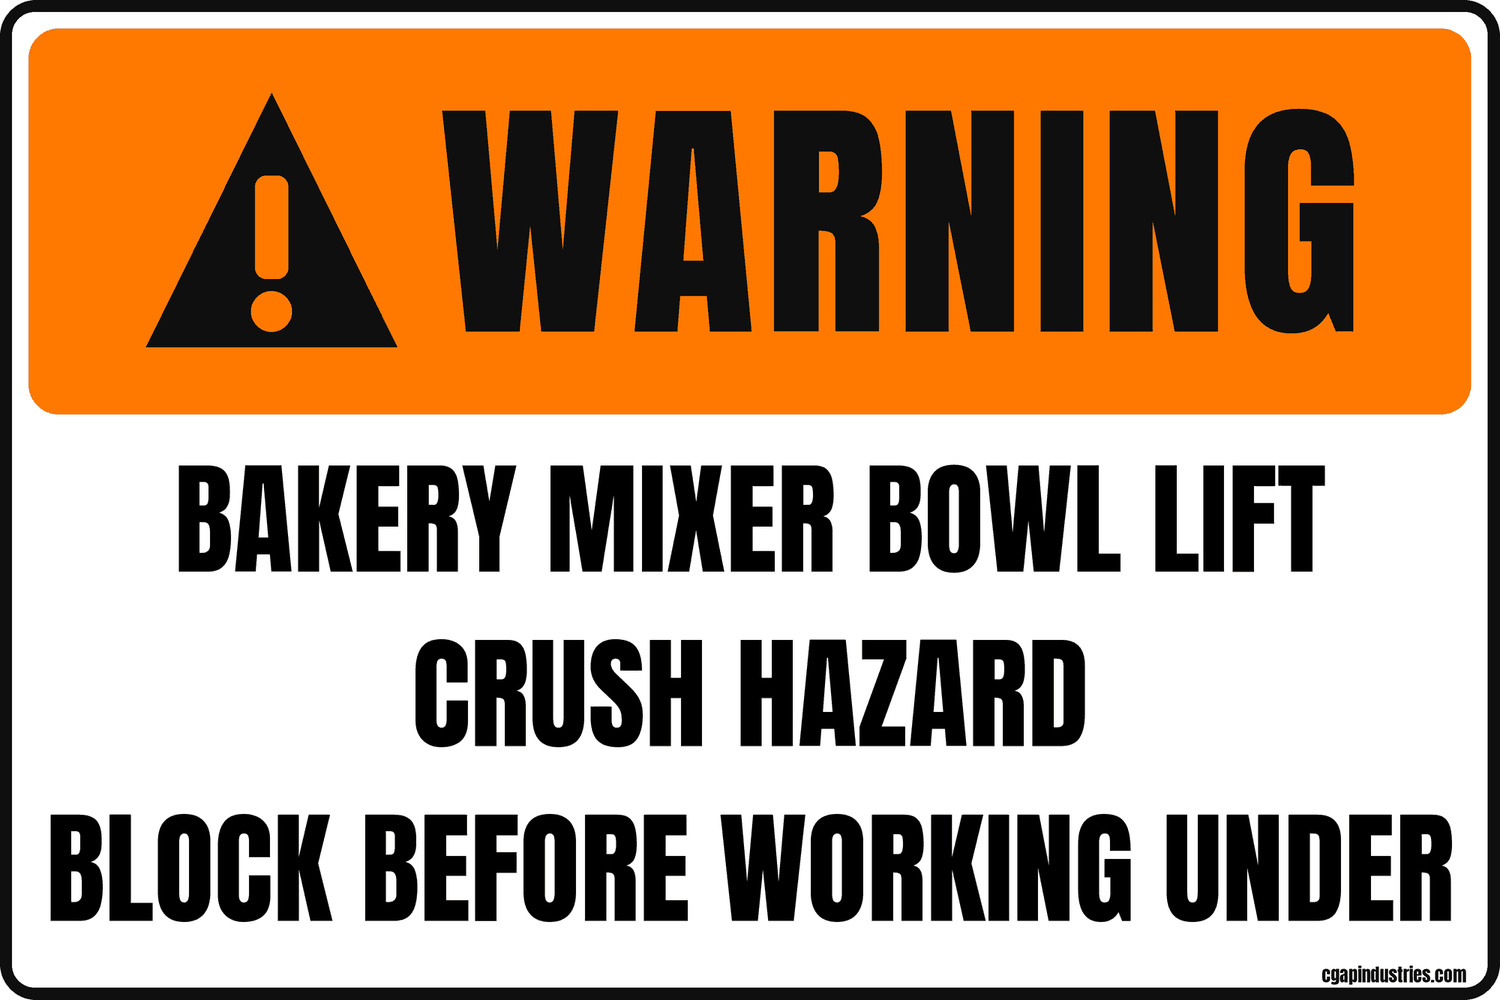 WARNING
BAKERY MIXER BOWL LIFT
CRUSH HAZARD
BLOCK BEFORE WORKING UNDER
cgapindustries.com